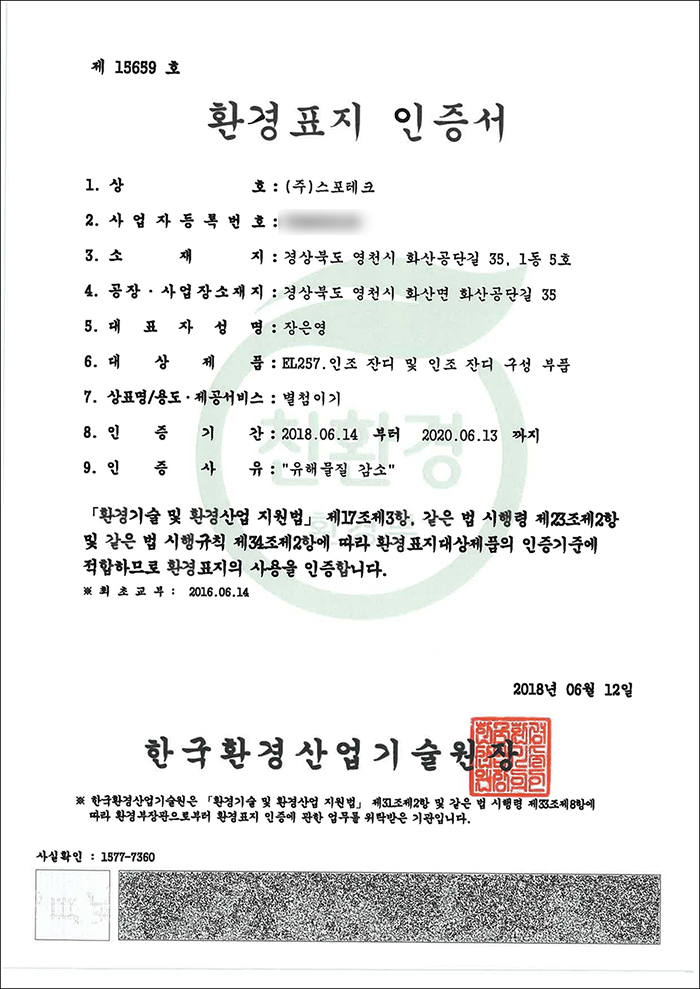 제 15659 호
환경표지 인증서
1. 상 호 : (주)스포테크
2. 사업자등록번호 :
3. 소 재 지 : 경상북도 영천시 화산공단길 35, 1동 5호
4. 공장·사업장소재지 : 경상북도 영천시 화산면 화산공단길 35
5. 대 표 자 성 명 : 장은영
6. 대 상 제 품 : EL257.인조 잔디 및 인조 잔디 구성 부품
7. 상표명/용도·제공서비스 : 별첨이기
8. 인 증 기 간 : 2018.06.14 부터 2020.06.13 까지
9. 인 증 사 유 : "유해물질 감소"
친환경
「환경기술 및 환경산업 지원법」 제17조제3항, 같은 법 시행령 제23조제2항
및 같은 법 시행규칙 제34조제2항에 따라 환경표지대상제품의 인증기준에
적합하므로 환경표지의 사용을 인증합니다.
※ 최 초 교 부 : 2016.06.14
2018년 06월 12일
한국환경산업기술원장
※ 한국환경산업기술원은 「환경기술 및 환경산업 지원법」 제31조제2항 및 같은 법 시행령 제33조제8항에
따라 환경부장관으로부터 환경표지 인증에 관한 업무를 위탁받은 기관입니다.
사실확인 : 1577-7360